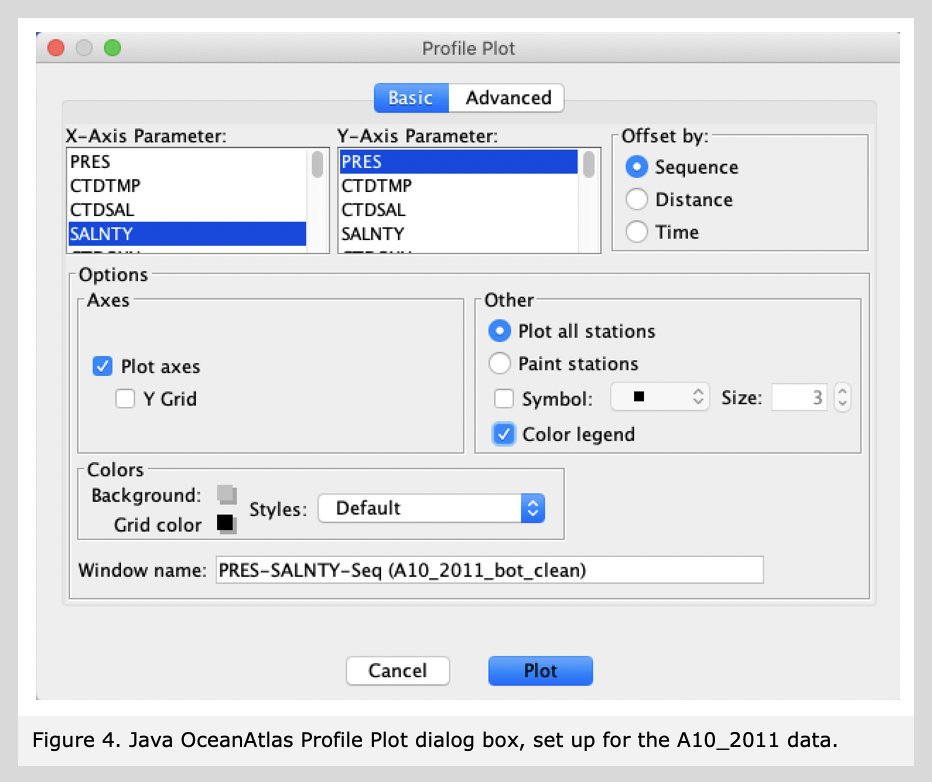 Profile Plot
Basic Advanced
X-Axis Parameter:
PRES
CTDTMP
CTDSAL
SALNTY
Y-Axis Parameter:
PRES
CTDTMP
CTDSAL
SALNTY
Offset by:
Sequence
Distance
Time
Options
Axes
Plot axes
Y Grid
Other
Plot all stations
Paint stations
Symbol: Size: 3
Color legend
Colors
Background:
Grid color
Styles: Default
Window name: PRES-SALNTY-Seq (A10_2011_bot_clean)
Cancel Plot
Figure 4. Java OceanAtlas Profile Plot dialog box, set up for the A10_2011 data.